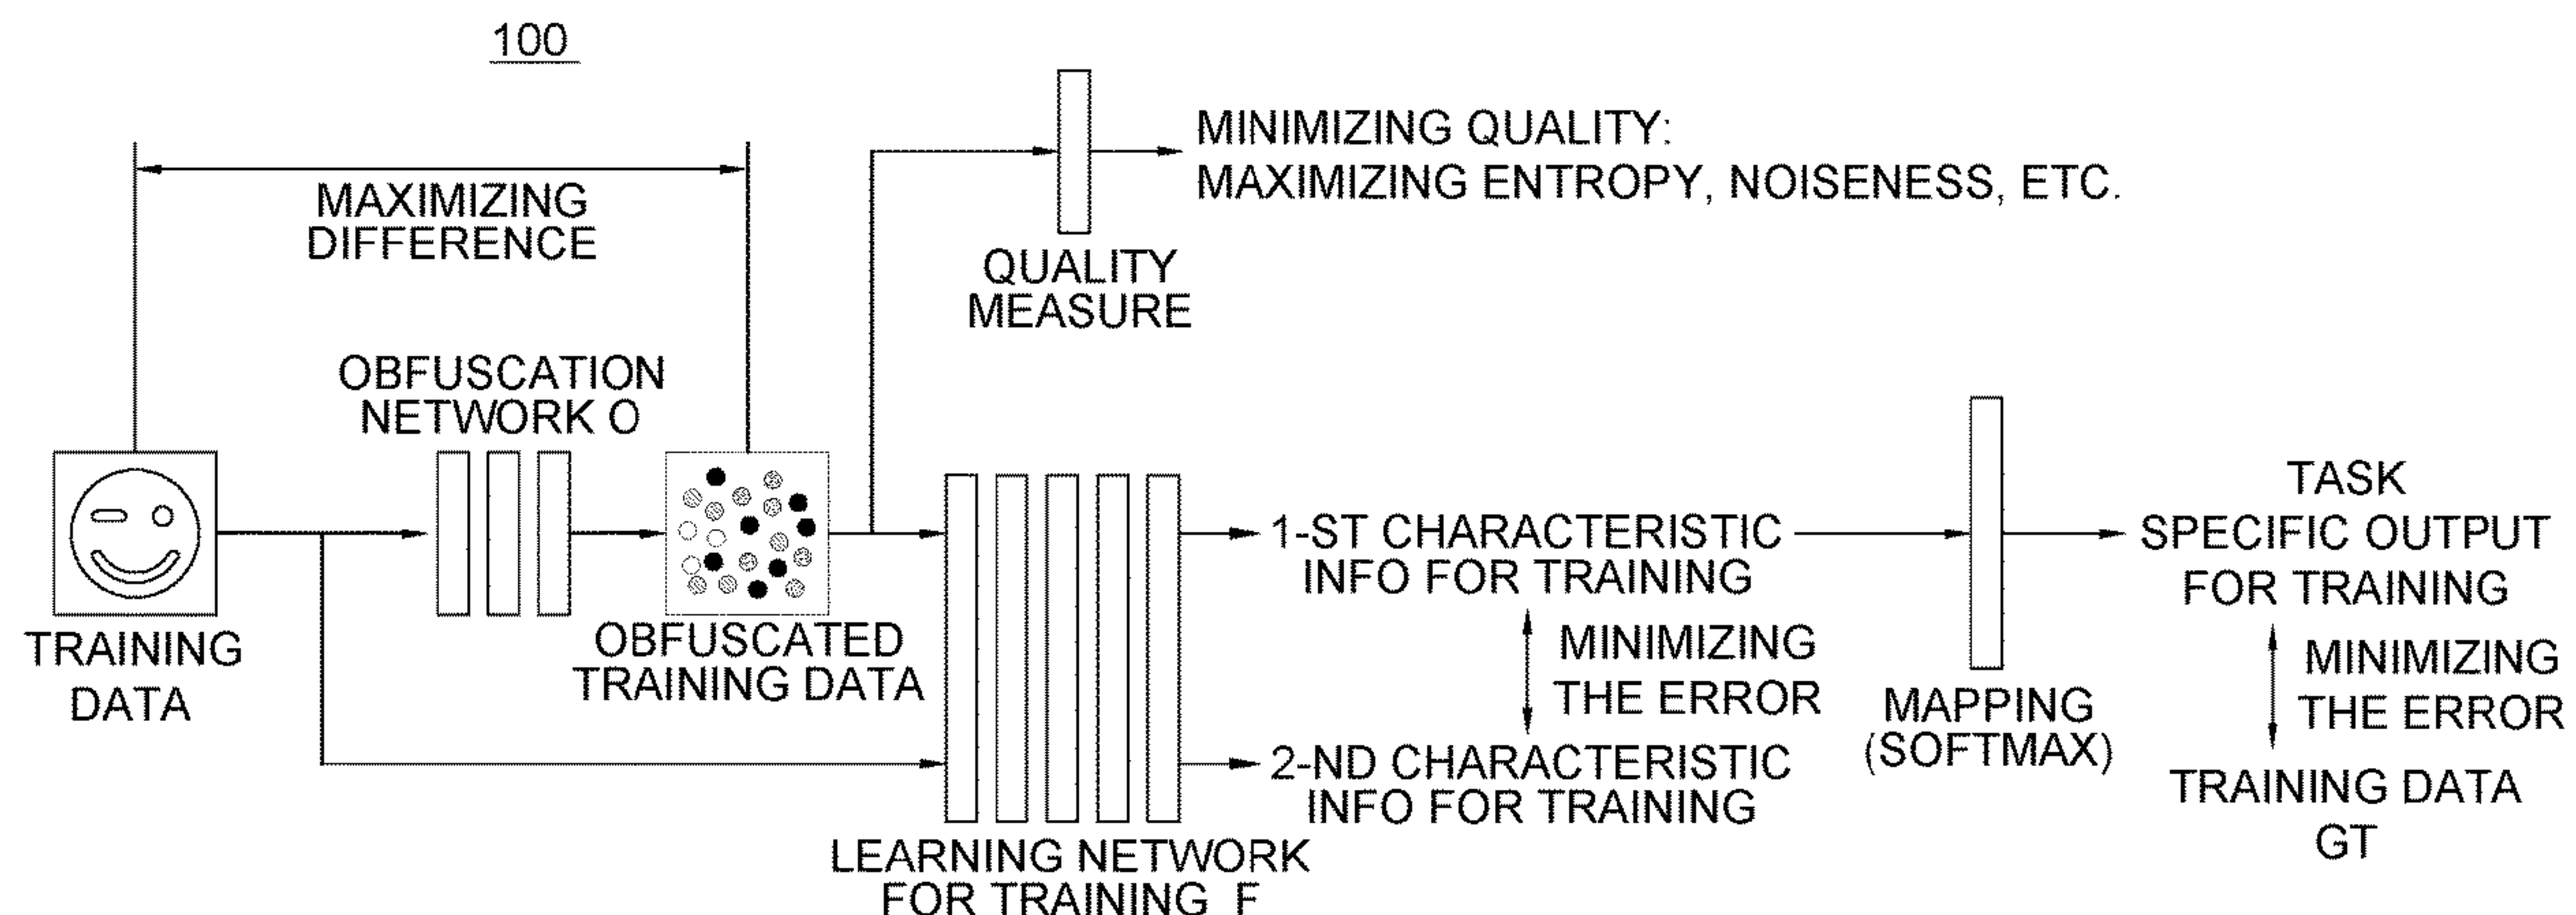 100
MAXIMIZING
DIFFERENCE
MINIMIZING QUALITY:
MAXIMIZING ENTROPY, NOISENESS, ETC.
QUALITY
MEASURE
OBFUSCATION
NETWORK O
TRAINING
DATA
OBFUSCATED
TRAINING DATA
LEARNING NETWORK
FOR TRAINING F
1-ST CHARACTERISTIC
INFO FOR TRAINING
MINIMIZING
THE ERROR
2-ND CHARACTERISTIC
INFO FOR TRAINING
MAPPING
(SOFTMAX)
TASK
SPECIFIC OUTPUT
FOR TRAINING
MINIMIZING
THE ERROR
TRAINING DATA
GT